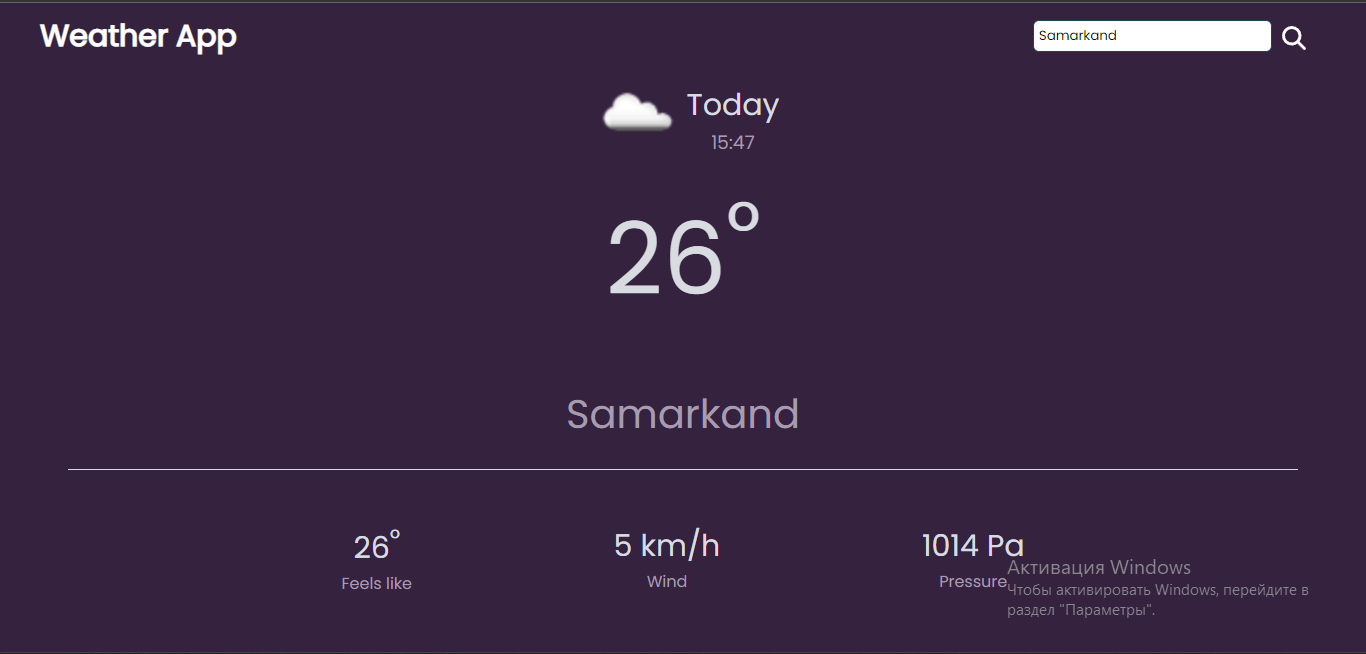 Weather App
Samarkand
Today
15:47
26°
Samarkand
26°
Feels like
5 km/h
Wind
1014 Pa
Pressure
Активация Windows
Чтобы активировать Windows, перейдите в
раздел "Параметры".